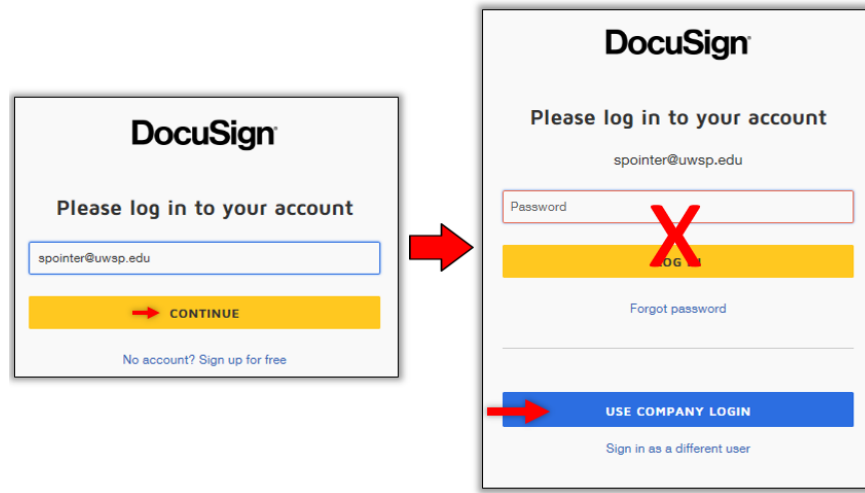 DocuSign
Please log in to your account
spointer@uwsp.edu
CONTINUE
No account? Sign up for free
DocuSign
Please log in to your account
spointer@uwsp.edu
Password
X
Forgot password
USE COMPANY LOGIN
Sign in as a different user